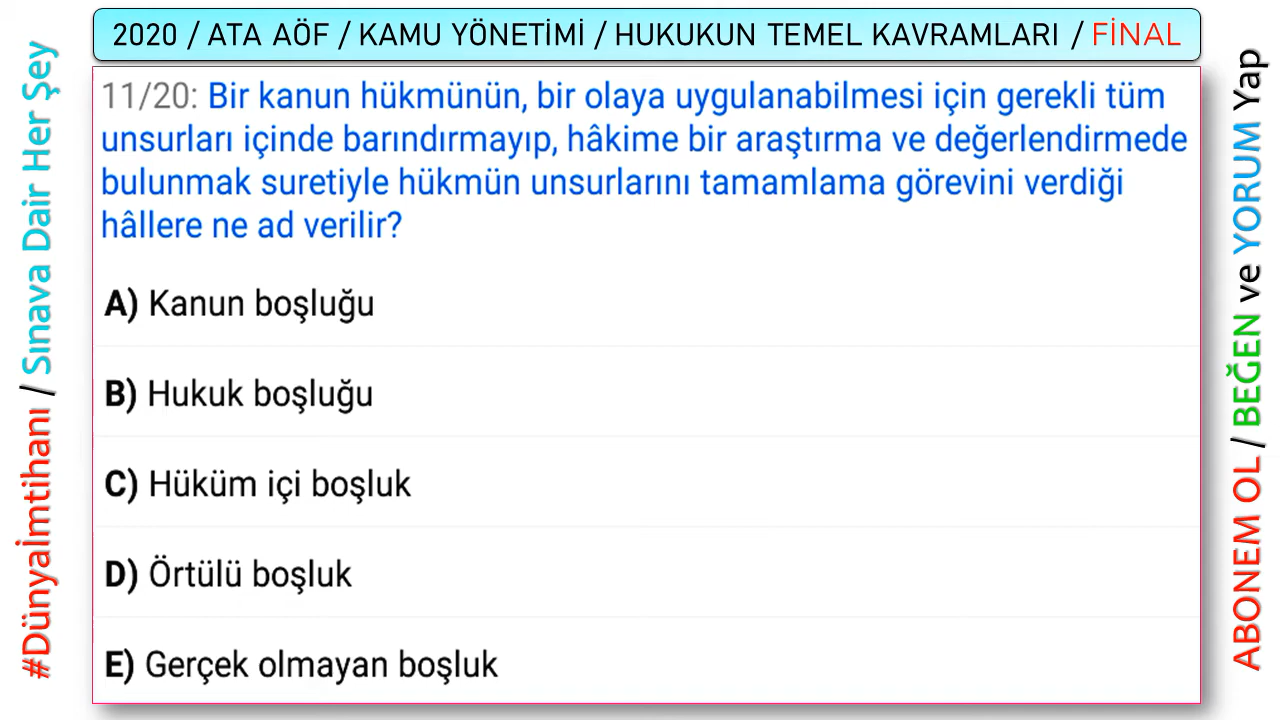 2020 / ATA AÖF / KAMU YÖNETİMİ / HUKUKUN TEMEL KAVRAMLARI / FİNAL
#Dünyaİmtihanı / Sınava Dair Her Şey
11/20: Bir kanun hükmünün, bir olaya uygulanabilmesi için gerekli tüm
unsurları içinde barındırmayıp, hâkime bir araştırma ve değerlendirmede
bulunmak suretiyle hükmün unsurlarını tamamlama görevini verdiği
hâllere ne ad verilir?
A) Kanun boşluğu
B) Hukuk boşluğu
C) Hüküm içi boşluk
D) Örtülü boşluk
E) Gerçek olmayan boşluk
ABONEM OL / BEĞEN ve YORUM Yap